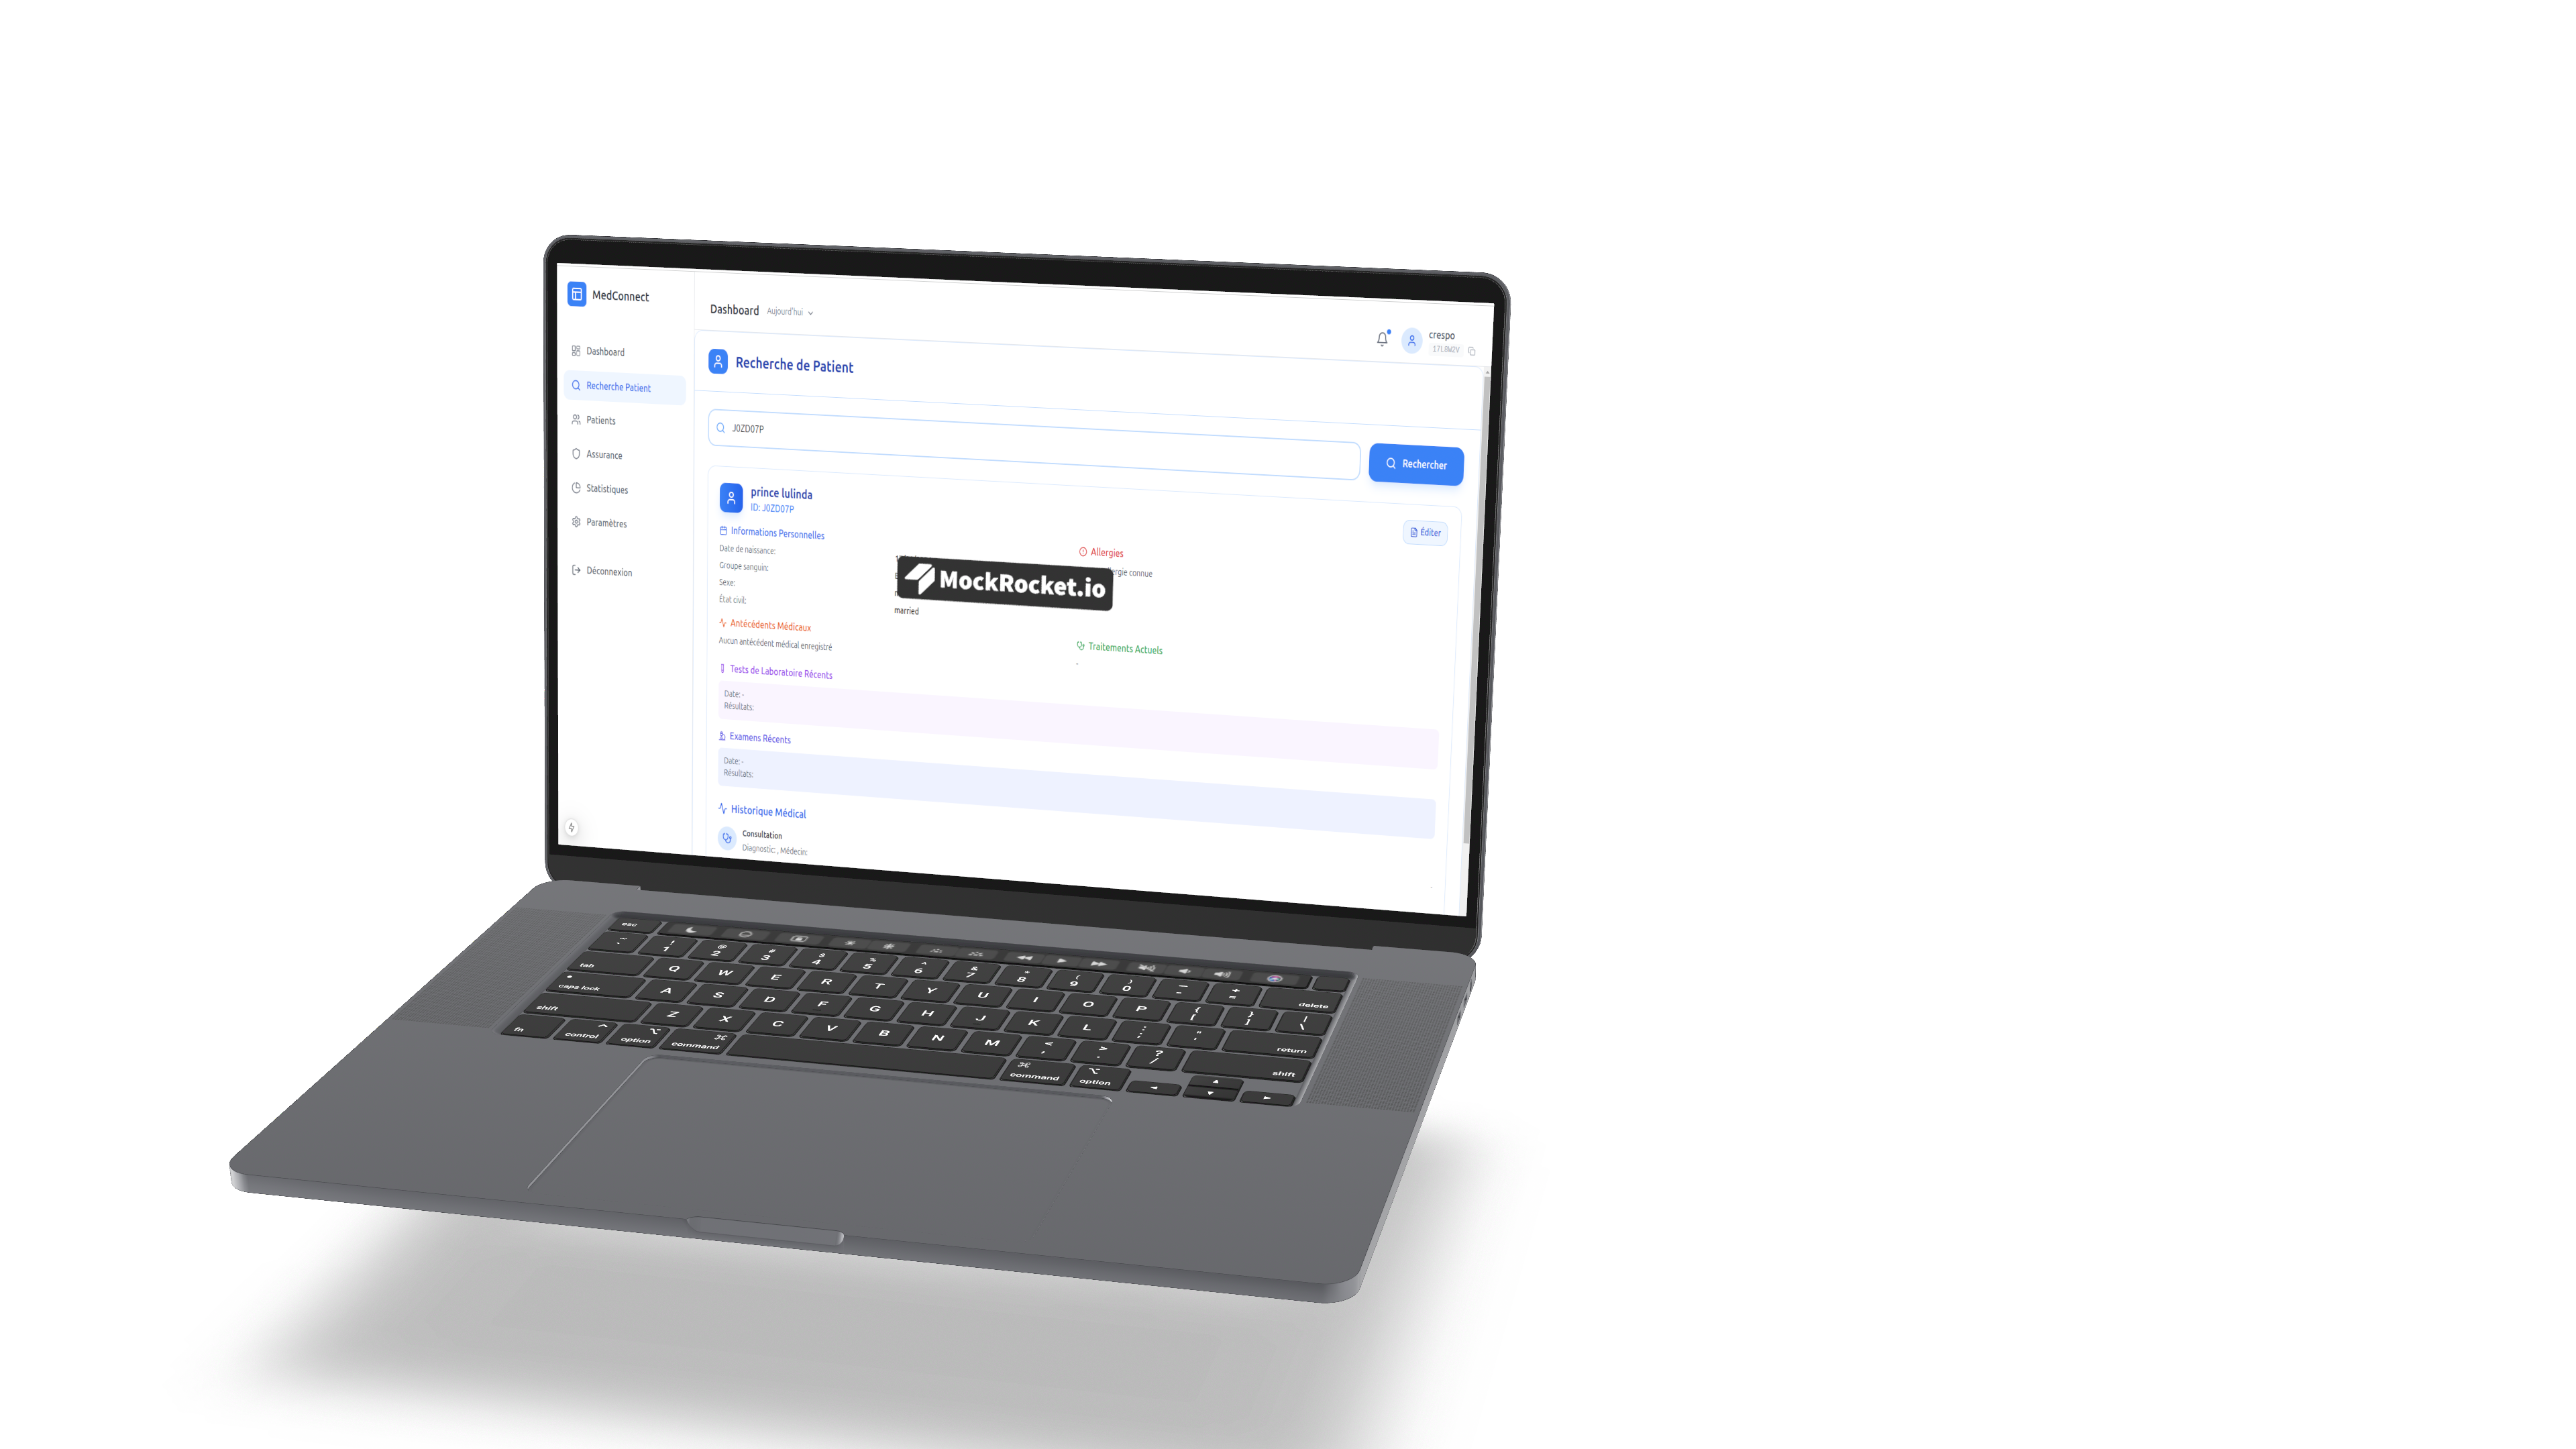 MedConnect
Dashboard
Recherche Patient
Patients
Assurance
Statistiques
Paramètres
Déconnexion
Dashboard Aujourd'hui
crespo
17L8W2V
Recherche de Patient
J0ZD07P
Rechercher
prince lulinda
ID: J0ZD07P
Éditer
Informations Personnelles
Date de naissance:
Groupe sanguin:
Sexe:
État civil: married
Allergies
connue
MockRocket.io
Antécédents Médicaux
Aucun antécédent médical enregistré
Traitements Actuels
-
Tests de Laboratoire Récents
Date: -
Résultats:
Examens Récents
Date: -
Résultats:
Historique Médical
Consultation
Diagnostic: , Médecin:
esc
~ ! 1 @ 2 # 3 $ 4 % 5 ^ 6 & 7 * 8 ( 9 ) 0 — - + = delete
tab Q W E R T Y U I O P { [ } ] | \
caps lock A S D F G H J K L : ; " ' return
shift Z X C V B N M < , > . ? / shift
fn control option command command option